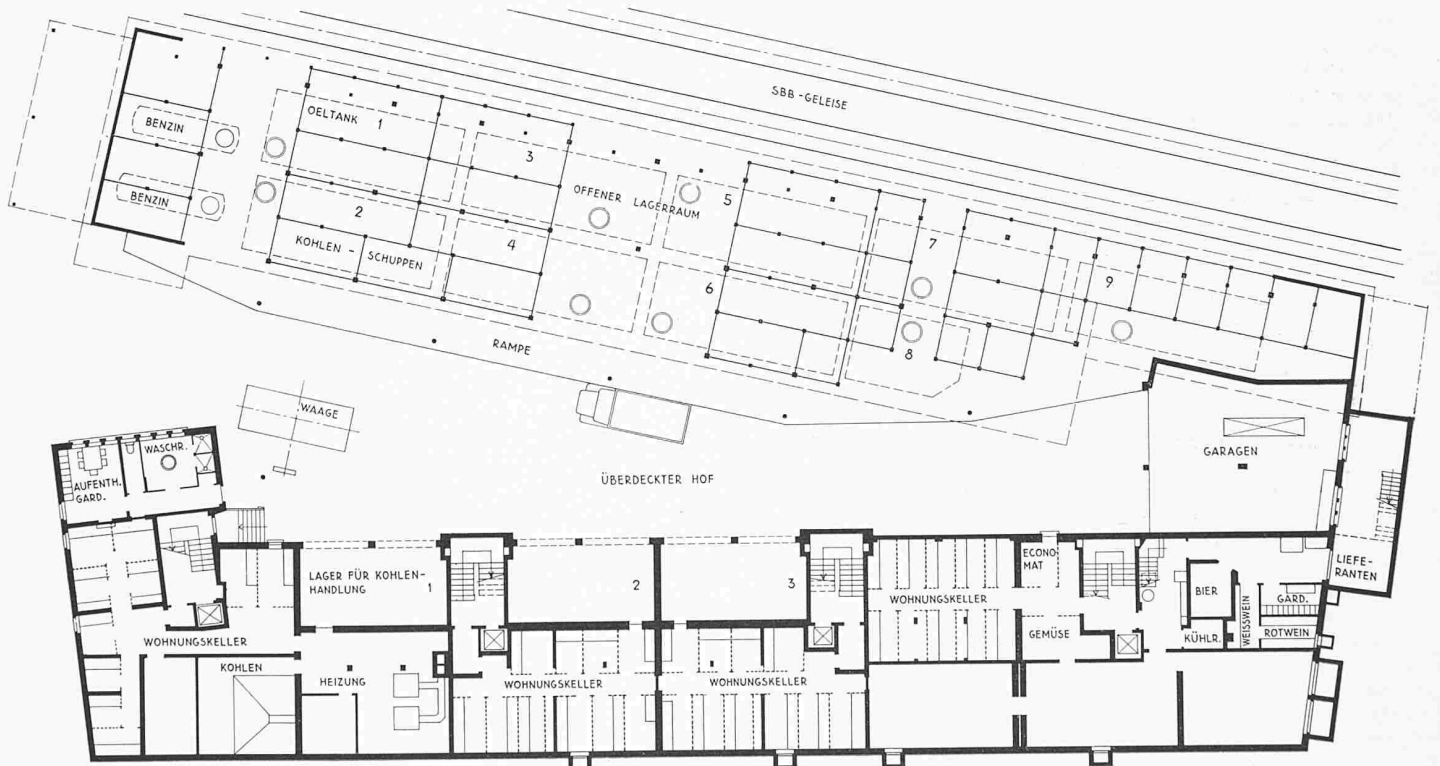 SBB-GELEISE
OELTANK 1
BENZIN
3
BENZIN
OFFENER LAGERRAUM
5
2
KOHLEN-SCHUPPEN
4
7
6
9
8
RAMPE
WAAGE
WASCHR.
AUFENTH.
GARD.
ÜBERDECKTER HOF
GARAGEN
LAGER FÜR KOHLEN-
HANDLUNG 1
2
3
ECONO
MAT
LIEFE-
RANTEN
WOHNUNGSKELLER
BIER
WEISSWEIN
GARD.
GEMÜSE
KÜHLR.
ROTWEIN
WOHNUNGSKELLER
KOHLEN
HEIZUNG
WOHNUNGSKELLER
WOHNUNGSKELLER